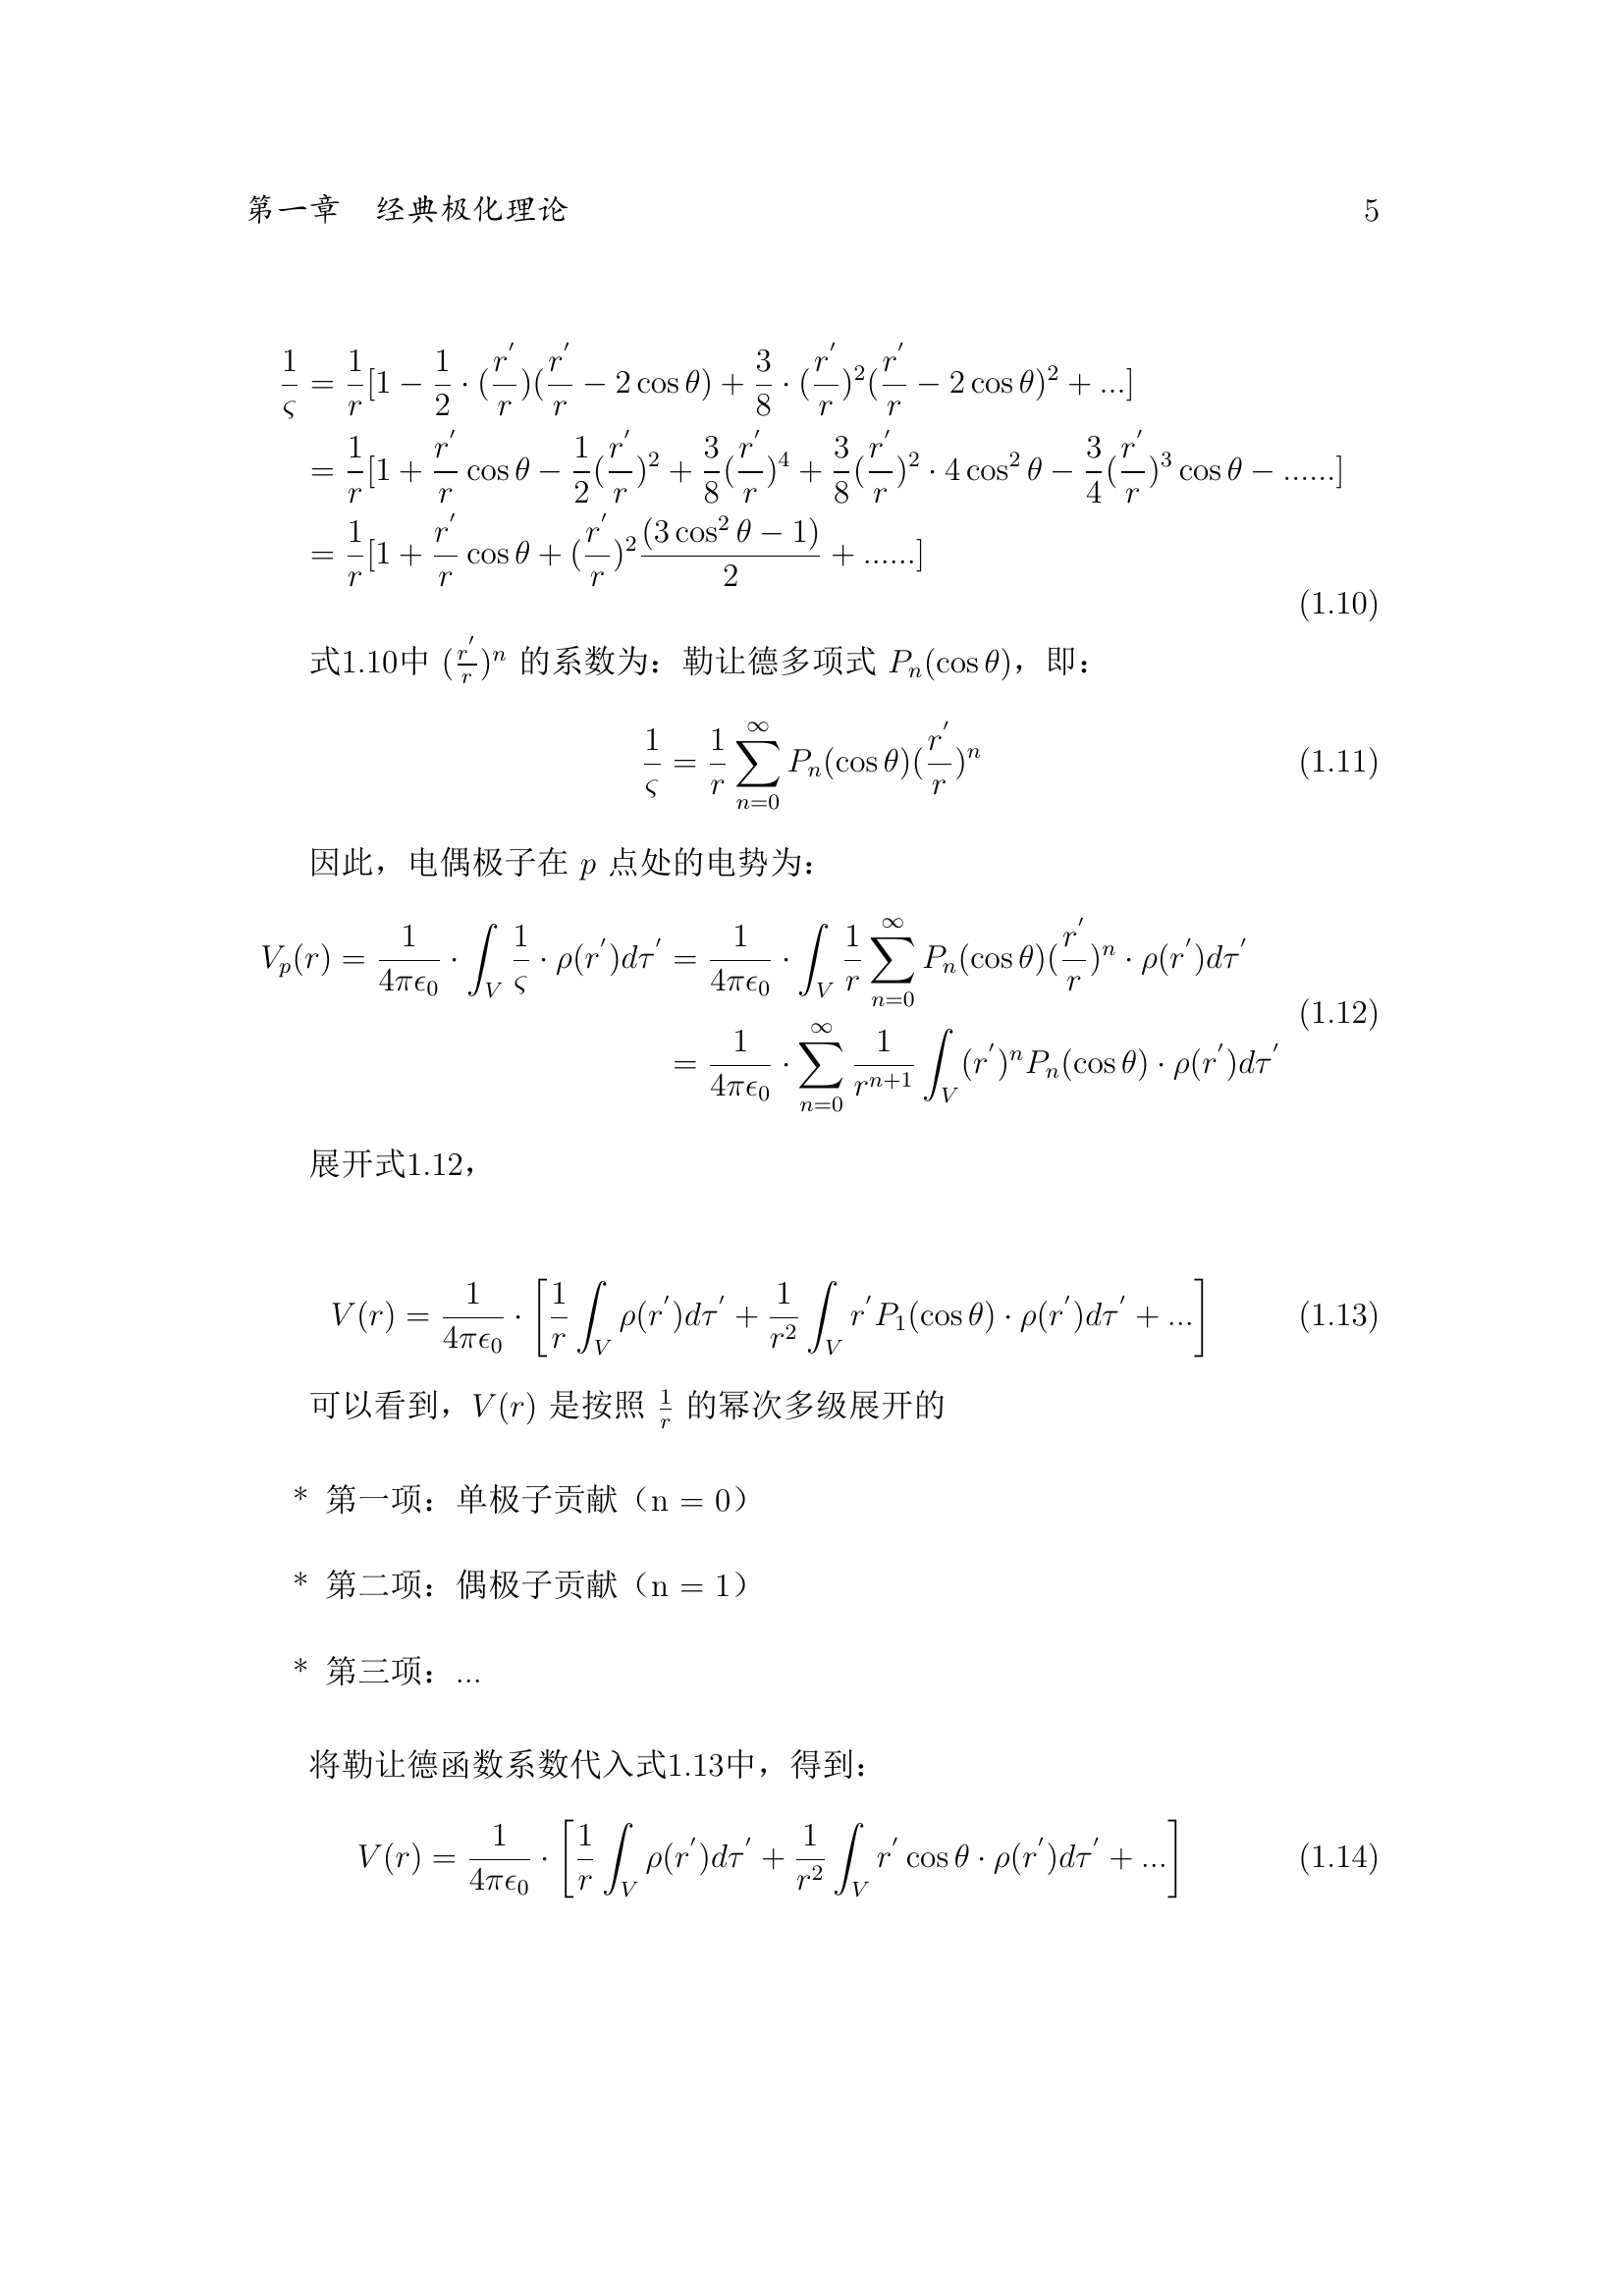 第一章 经典极化理论 5
$\frac{1}{\varsigma} = \frac{1}{r}[1 - \frac{1}{2} \cdot (\frac{r^{'}}{r})(\frac{r^{'}}{r} - 2\cos\theta) + \frac{3}{8} \cdot (\frac{r^{'}}{r})^2(\frac{r^{'}}{r} - 2\cos\theta)^2 + ...]$
$= \frac{1}{r}[1 + \frac{r^{'}}{r}\cos\theta - \frac{1}{2}(\frac{r^{'}}{r})^2 + \frac{3}{8}(\frac{r^{'}}{r})^4 + \frac{3}{8}(\frac{r^{'}}{r})^2 \cdot 4\cos^2\theta - \frac{3}{4}(\frac{r^{'}}{r})^3\cos\theta - ......]$
$= \frac{1}{r}[1 + \frac{r^{'}}{r}\cos\theta + (\frac{r^{'}}{r})^2\frac{(3\cos^2\theta - 1)}{2} + ......]$
(1.10)
式1.10中 $(\frac{r^{'}}{r})^n$ 的系数为：勒让德多项式 $P_n(\cos\theta)$，即：
$\frac{1}{\varsigma} = \frac{1}{r}\sum_{n=0}^{\infty} P_n(\cos\theta)(\frac{r^{'}}{r})^n$ (1.11)
因此，电偶极子在 $p$ 点处的电势为：
$V_p(r) = \frac{1}{4\pi\epsilon_0} \cdot \int_V \frac{1}{\varsigma} \cdot \rho(r^{'})d\tau^{'} = \frac{1}{4\pi\epsilon_0} \cdot \int_V \frac{1}{r}\sum_{n=0}^{\infty} P_n(\cos\theta)(\frac{r^{'}}{r})^n \cdot \rho(r^{'})d\tau^{'}$
(1.12)
$= \frac{1}{4\pi\epsilon_0} \cdot \sum_{n=0}^{\infty} \frac{1}{r^{n+1}} \int_V (r^{'})^n P_n(\cos\theta) \cdot \rho(r^{'})d\tau^{'}$
展开式1.12，
$V(r) = \frac{1}{4\pi\epsilon_0} \cdot \left[\frac{1}{r}\int_V \rho(r^{'})d\tau^{'} + \frac{1}{r^2}\int_V r^{'}P_1(\cos\theta) \cdot \rho(r^{'})d\tau^{'} + ...\right]$ (1.13)
可以看到，$V(r)$ 是按照 $\frac{1}{r}$ 的幂次多级展开的
* 第一项：单极子贡献（n = 0）
* 第二项：偶极子贡献（n = 1）
* 第三项：...
将勒让德函数系数代入式1.13中，得到：
$V(r) = \frac{1}{4\pi\epsilon_0} \cdot \left[\frac{1}{r}\int_V \rho(r^{'})d\tau^{'} + \frac{1}{r^2}\int_V r^{'}\cos\theta \cdot \rho(r^{'})d\tau^{'} + ...\right]$ (1.14)